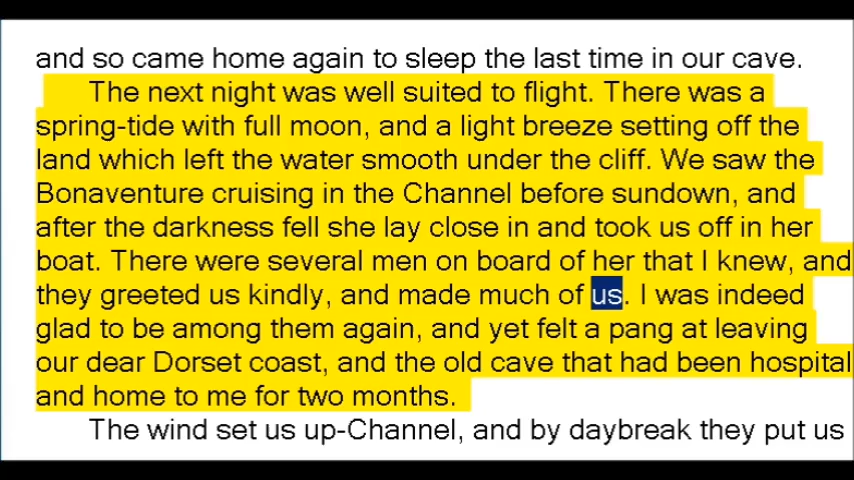 and so came home again to sleep the last time in our cave.
The next night was well suited to flight. There was a
spring-tide with full moon, and a light breeze setting off the
land which left the water smooth under the cliff. We saw the
Bonaventure cruising in the Channel before sundown, and
after the darkness fell she lay close in and took us off in her
boat. There were several men on board of her that I knew, and
they greeted us kindly, and made much of us. I was indeed
glad to be among them again, and yet felt a pang at leaving
our dear Dorset coast, and the old cave that had been hospital
and home to me for two months.
The wind set us up-Channel, and by daybreak they put us